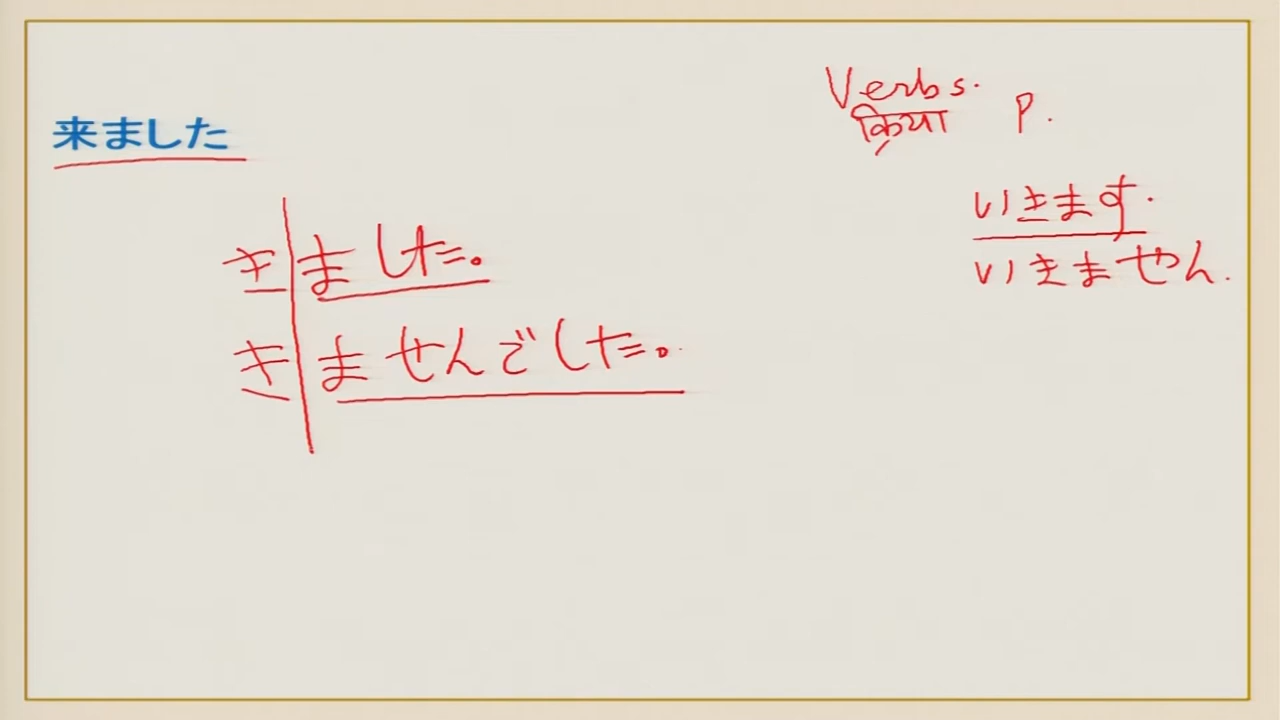 来ました
Verbs.
क्रिया P.
いきます.
いきません.
きました。
きませんでした。